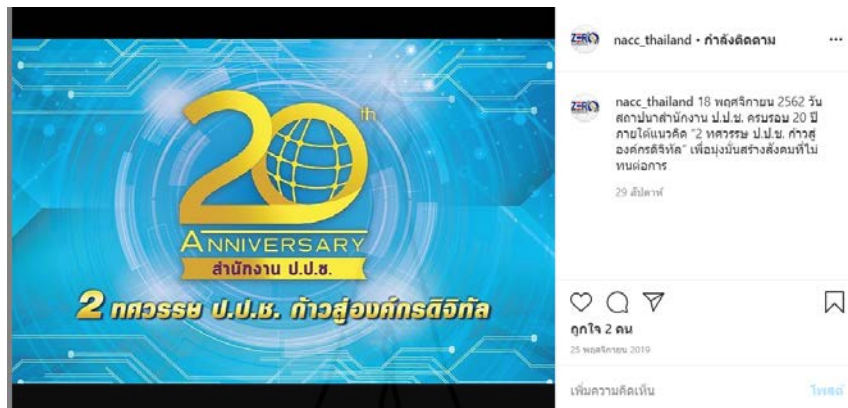 20th
ANNIVERSARY
สำนักงาน ป.ป.ช.
2 ทศวรรษ ป.ป.ช. ก้าวสู่องค์กรดิจิทัล
ZERO nacc_thailand • กำลังติดตาม
ZERO nacc_thailand 18 พฤศจิกายน 2562 วัน
สถาปนาสำนักงาน ป.ป.ช. ครบรอบ 20 ปี
ภายใต้แนวคิด “2 ทศวรรษ ป.ป.ช. ก้าวสู่
องค์กรดิจิทัล” เพื่อมุ่งมั่นสร้างสังคมที่ไม่
ทนต่อการ
29 สัปดาห์
ถูกใจ 2 คน
25 พฤศจิกายน 2019
เพิ่มความคิดเห็น
โพสต์